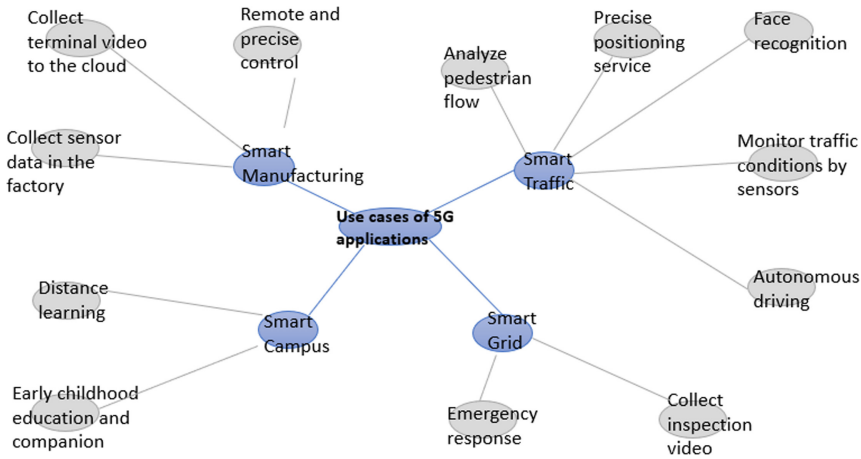 Collect
terminal video
to the cloud
Remote and
precise
control
Analyze
pedestrian
flow
Precise
positioning
service
Face
recognition
Collect sensor
data in the
factory
Smart
Manufacturing
Smart
Traffic
Monitor traffic
conditions by
sensors
Use cases of 5G
applications
Distance
learning
Smart
Campus
Smart
Grid
Autonomous
driving
Early childhood
education and
companion
Emergency
response
Collect
inspection
video